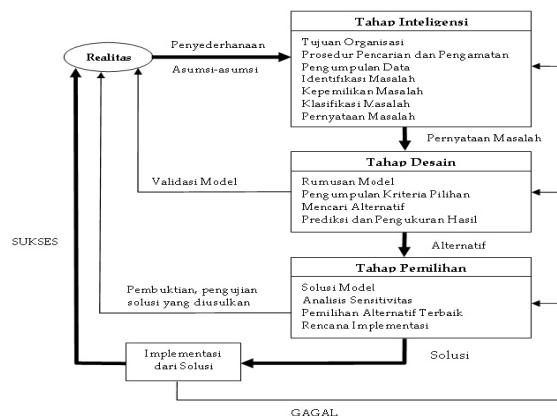 Realitas
Penyederhanaan
Asumsi-asumsi
Tahap Inteligensi
Tujuan Organisasi
Prosedur Pencarian dan Pengamatan
Pengumpulan Data
Identifikasi Masalah
Kepemilikan Masalah
Klasifikasi Masalah
Pernyataan Masalah
Pernyataan Masalah
Tahap Desain
Rumusan Model
Pengumpulan Kriteria Pilihan
Mencari Alternatif
Prediksi dan Pengukuran Hasil
Validasi Model
Alternatif
SUKSES
Tahap Pemilihan
Solusi Model
Analisis Sensitivitas
Pemilihan Alternatif Terbaik
Rencana Implementasi
Pembuktian, pengujian
solusi yang diusulkan
Solusi
Implementasi
dari Solusi
GAGAL